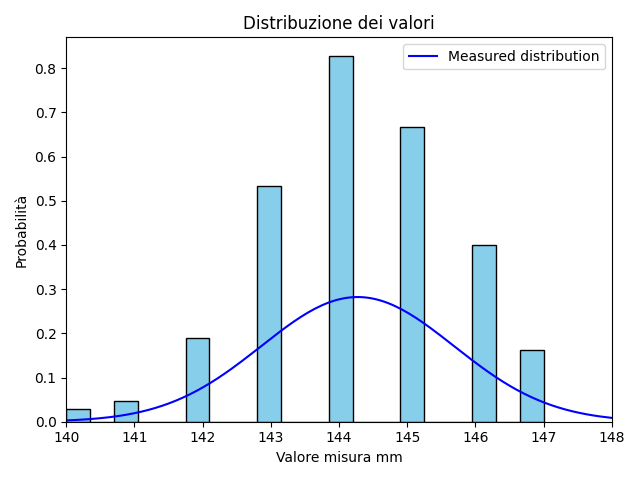 Distribuzione dei valori
Measured distribution
0.8
0.7
0.6
0.5
0.4
0.3
0.2
0.1
0.0
Probabilità
140 141 142 143 144 145 146 147 148
Valore misura mm